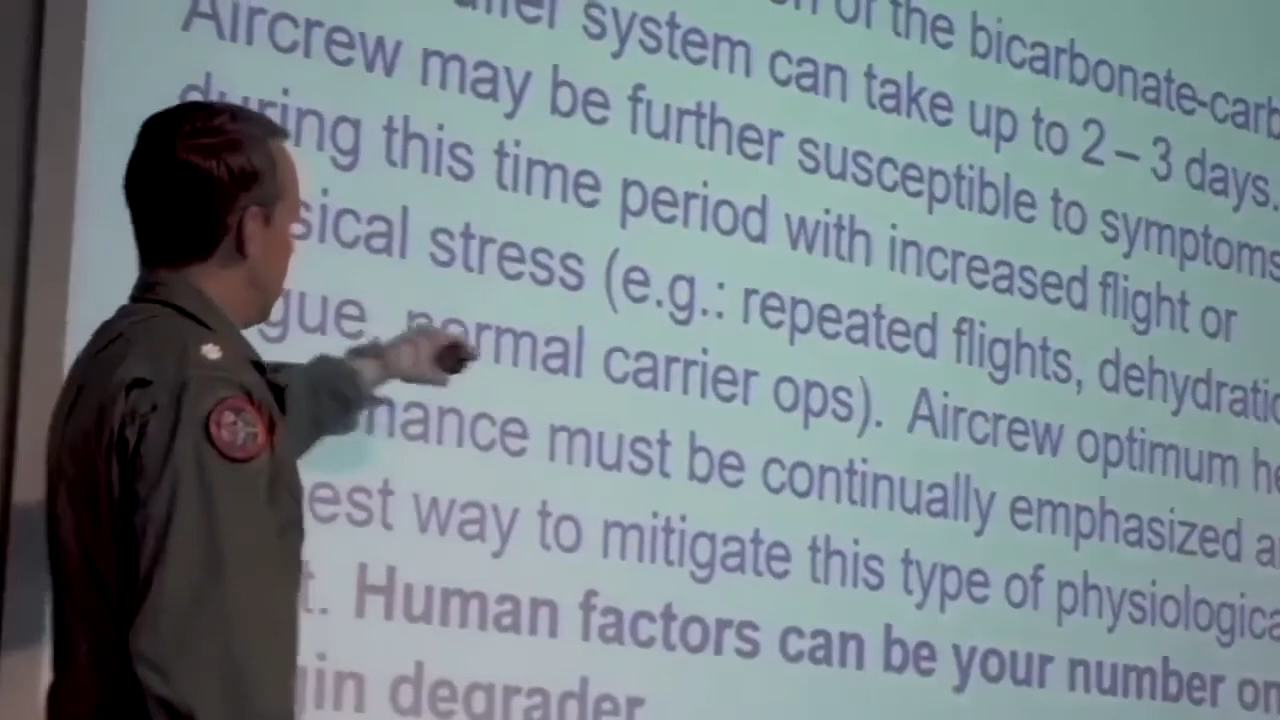 of the bicarbonate-carb
system can take up to 2 – 3 days.
Aircrew may be further susceptible to symptoms
during this time period with increased flight or
sical stress (e.g.: repeated flights, dehydratio
gue, normal carrier ops). Aircrew optimum he
mance must be continually emphasized a
est way to mitigate this type of physiologica
t. Human factors can be your number on
gin degrader